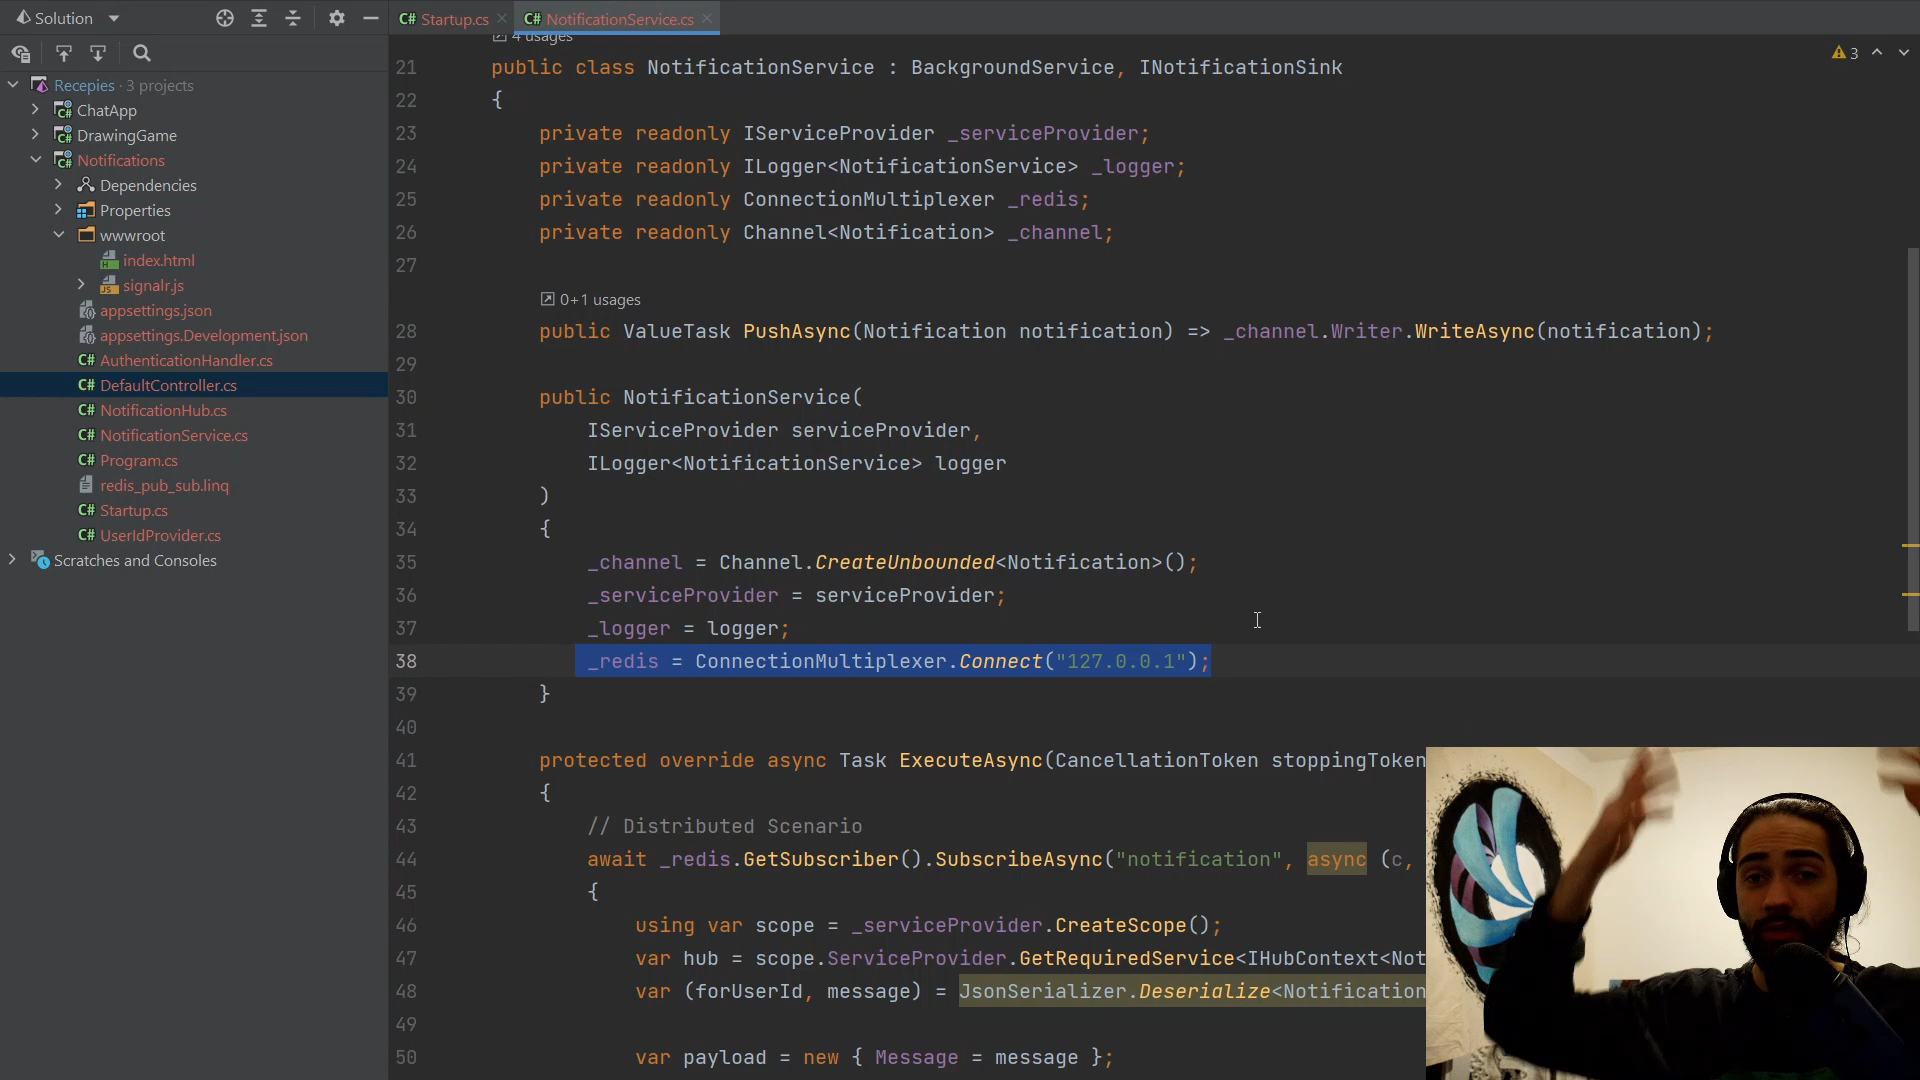 Solution
Startup.cs
NotificationService.cs
Recepies · 3 projects
ChatApp
DrawingGame
Notifications
Dependencies
Properties
wwwroot
index.html
signalr.js
appsettings.json
appsettings.Development.json
C# AuthenticationHandler.cs
C# DefaultController.cs
C# NotificationHub.cs
C# NotificationService.cs
C# Program.cs
redis_pub_sub.linq
C# Startup.cs
C# UserIdProvider.cs
Scratches and Consoles
4 usages
3
21 public class NotificationService : BackgroundService, INotificationSink
22 {
23 private readonly IServiceProvider _serviceProvider;
24 private readonly ILogger<NotificationService> _logger;
25 private readonly ConnectionMultiplexer _redis;
26 private readonly Channel<Notification> _channel;
27
0+1 usages
28 public ValueTask PushAsync(Notification notification) => _channel.Writer.WriteAsync(notification);
29
30 public NotificationService(
31 IServiceProvider serviceProvider,
32 ILogger<NotificationService> logger
33 )
34 {
35 _channel = Channel.CreateUnbounded<Notification>();
36 _serviceProvider = serviceProvider;
37 _logger = logger;
38 _redis = ConnectionMultiplexer.Connect("127.0.0.1");
39 }
40
41 protected override async Task ExecuteAsync(CancellationToken stoppingToken
42 {
43 // Distributed Scenario
44 await _redis.GetSubscriber().SubscribeAsync("notification", async (c,
45 {
46 using var scope = _serviceProvider.CreateScope();
47 var hub = scope.ServiceProvider.GetRequiredService<IHubContext<Not
48 var (forUserId, message) = JsonSerializer.Deserialize<Notification
49
50 var payload = new { Message = message };